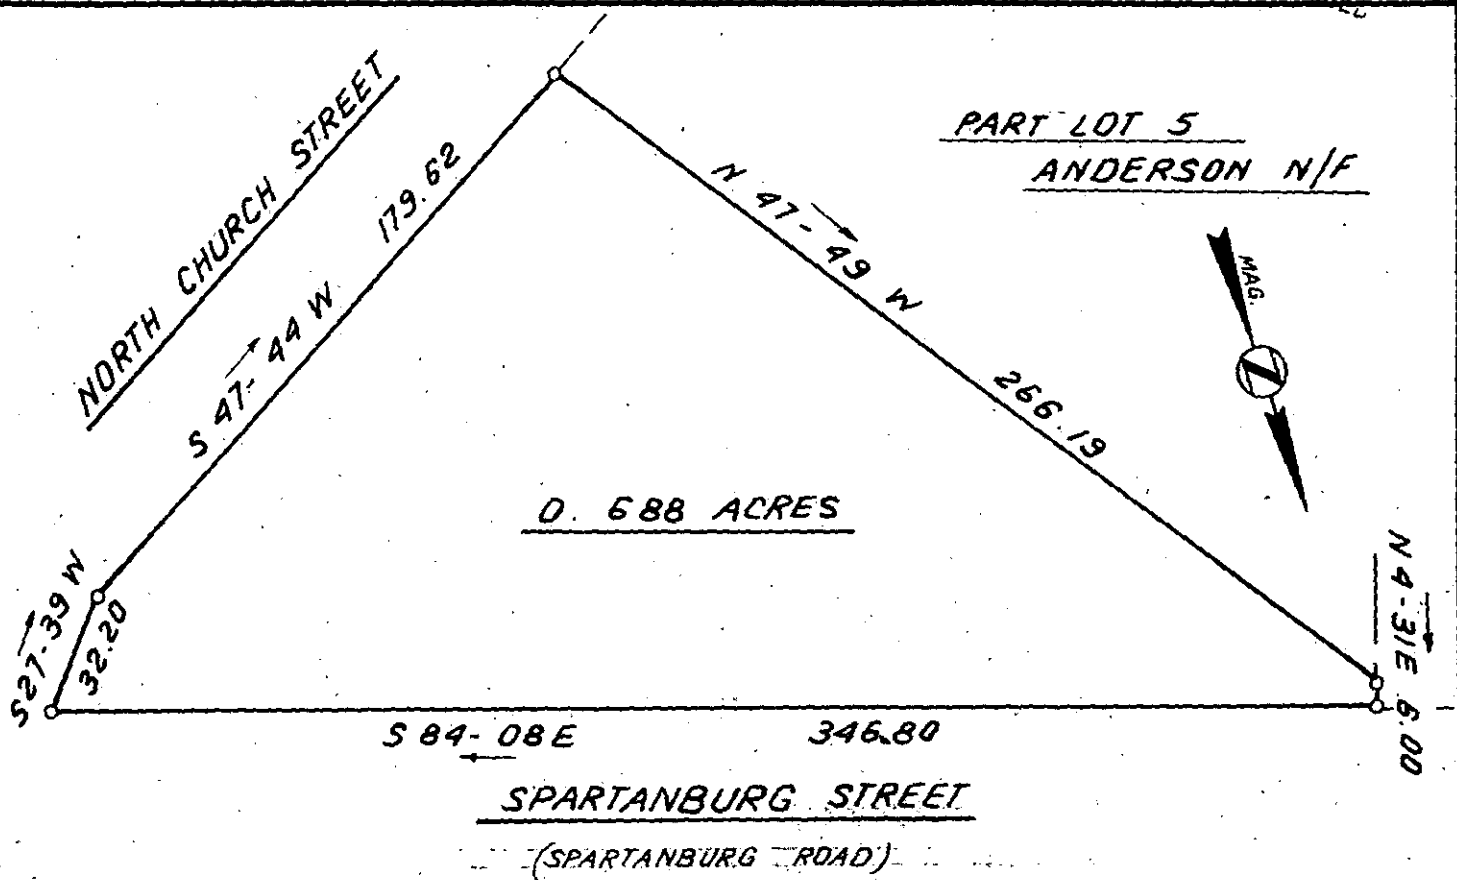 NORTH CHURCH STREET
S 47-44 W 179.62
PART LOT 5
ANDERSON N/F
N 47-49 W 266.19
MAG.
0.688 ACRES
S 27-39 W
32.20
N 4-31E 6.00
S 84-08E 346.80
SPARTANBURG STREET
(SPARTANBURG ROAD)